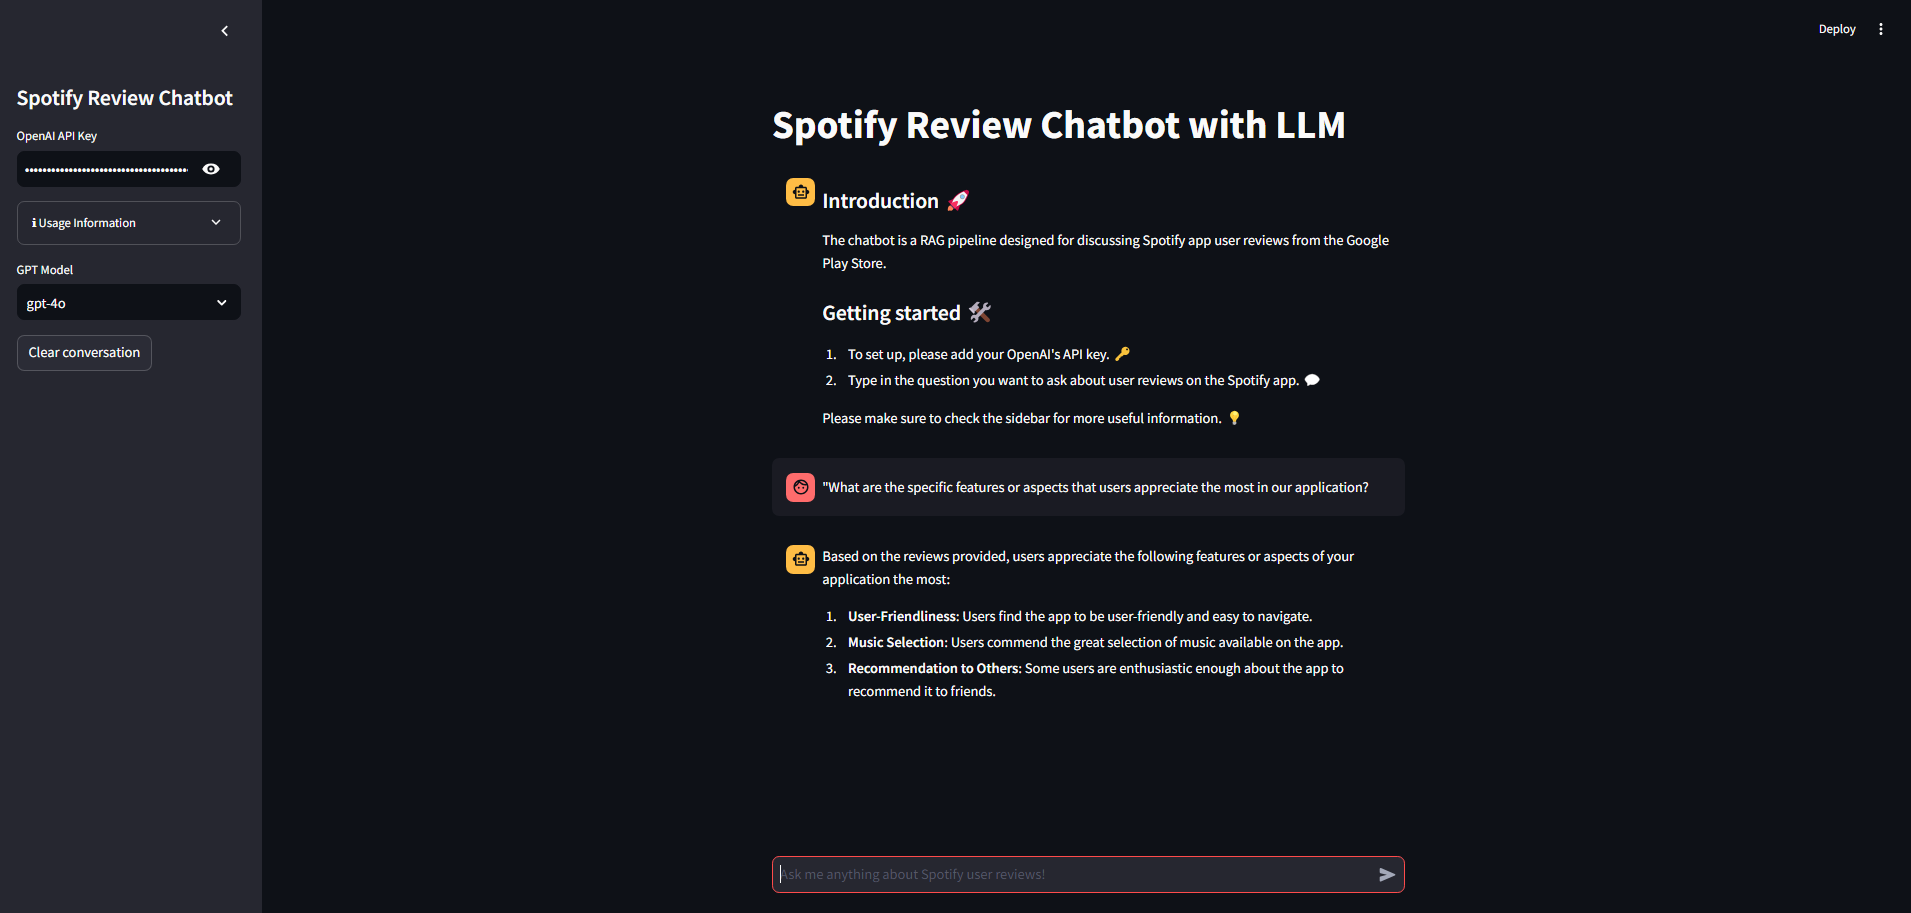 Deploy
Spotify Review Chatbot
OpenAI API Key
Usage Information
GPT Model
gpt-4o
Clear conversation
Spotify Review Chatbot with LLM
Introduction 🚀
The chatbot is a RAG pipeline designed for discussing Spotify app user reviews from the Google
Play Store.
Getting started 🛠️
1. To set up, please add your OpenAI's API key. 🔑
2. Type in the question you want to ask about user reviews on the Spotify app. 💬
Please make sure to check the sidebar for more useful information. 💡
"What are the specific features or aspects that users appreciate the most in our application?
Based on the reviews provided, users appreciate the following features or aspects of your
application the most:
1. User-Friendliness: Users find the app to be user-friendly and easy to navigate.
2. Music Selection: Users commend the great selection of music available on the app.
3. Recommendation to Others: Some users are enthusiastic enough about the app to
recommend it to friends.
Ask me anything about Spotify user reviews!